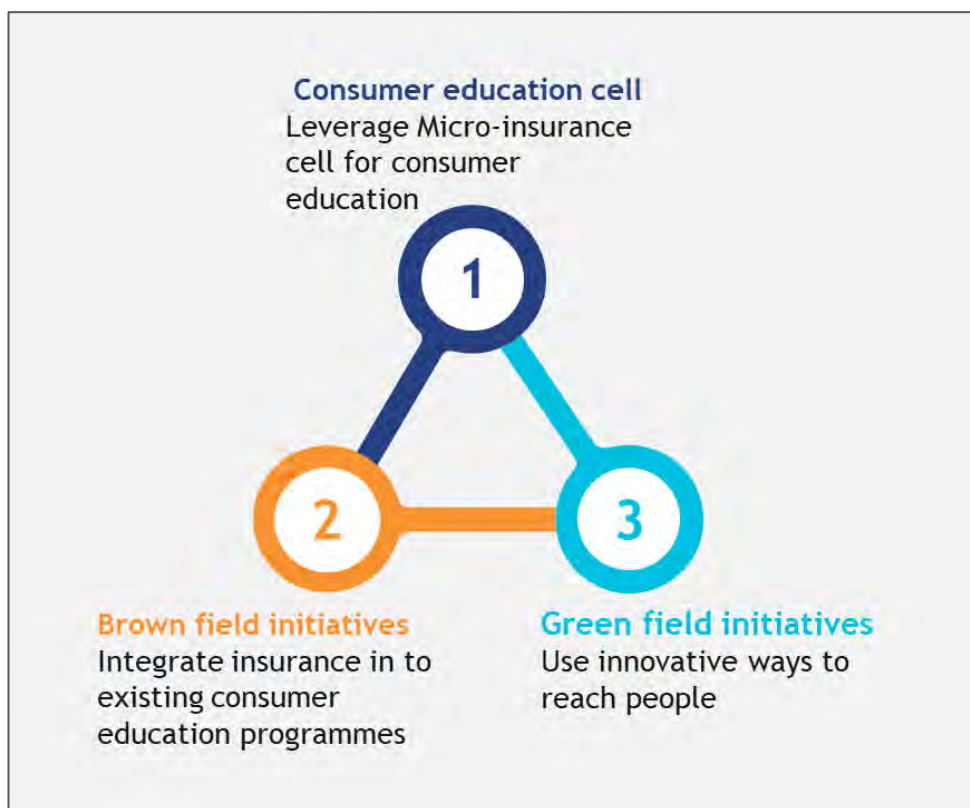 Consumer education cell
Leverage Micro-insurance
cell for consumer
education
1
2
3
Brown field initiatives
Integrate insurance in to
existing consumer
education programmes
Green field initiatives
Use innovative ways to
reach people